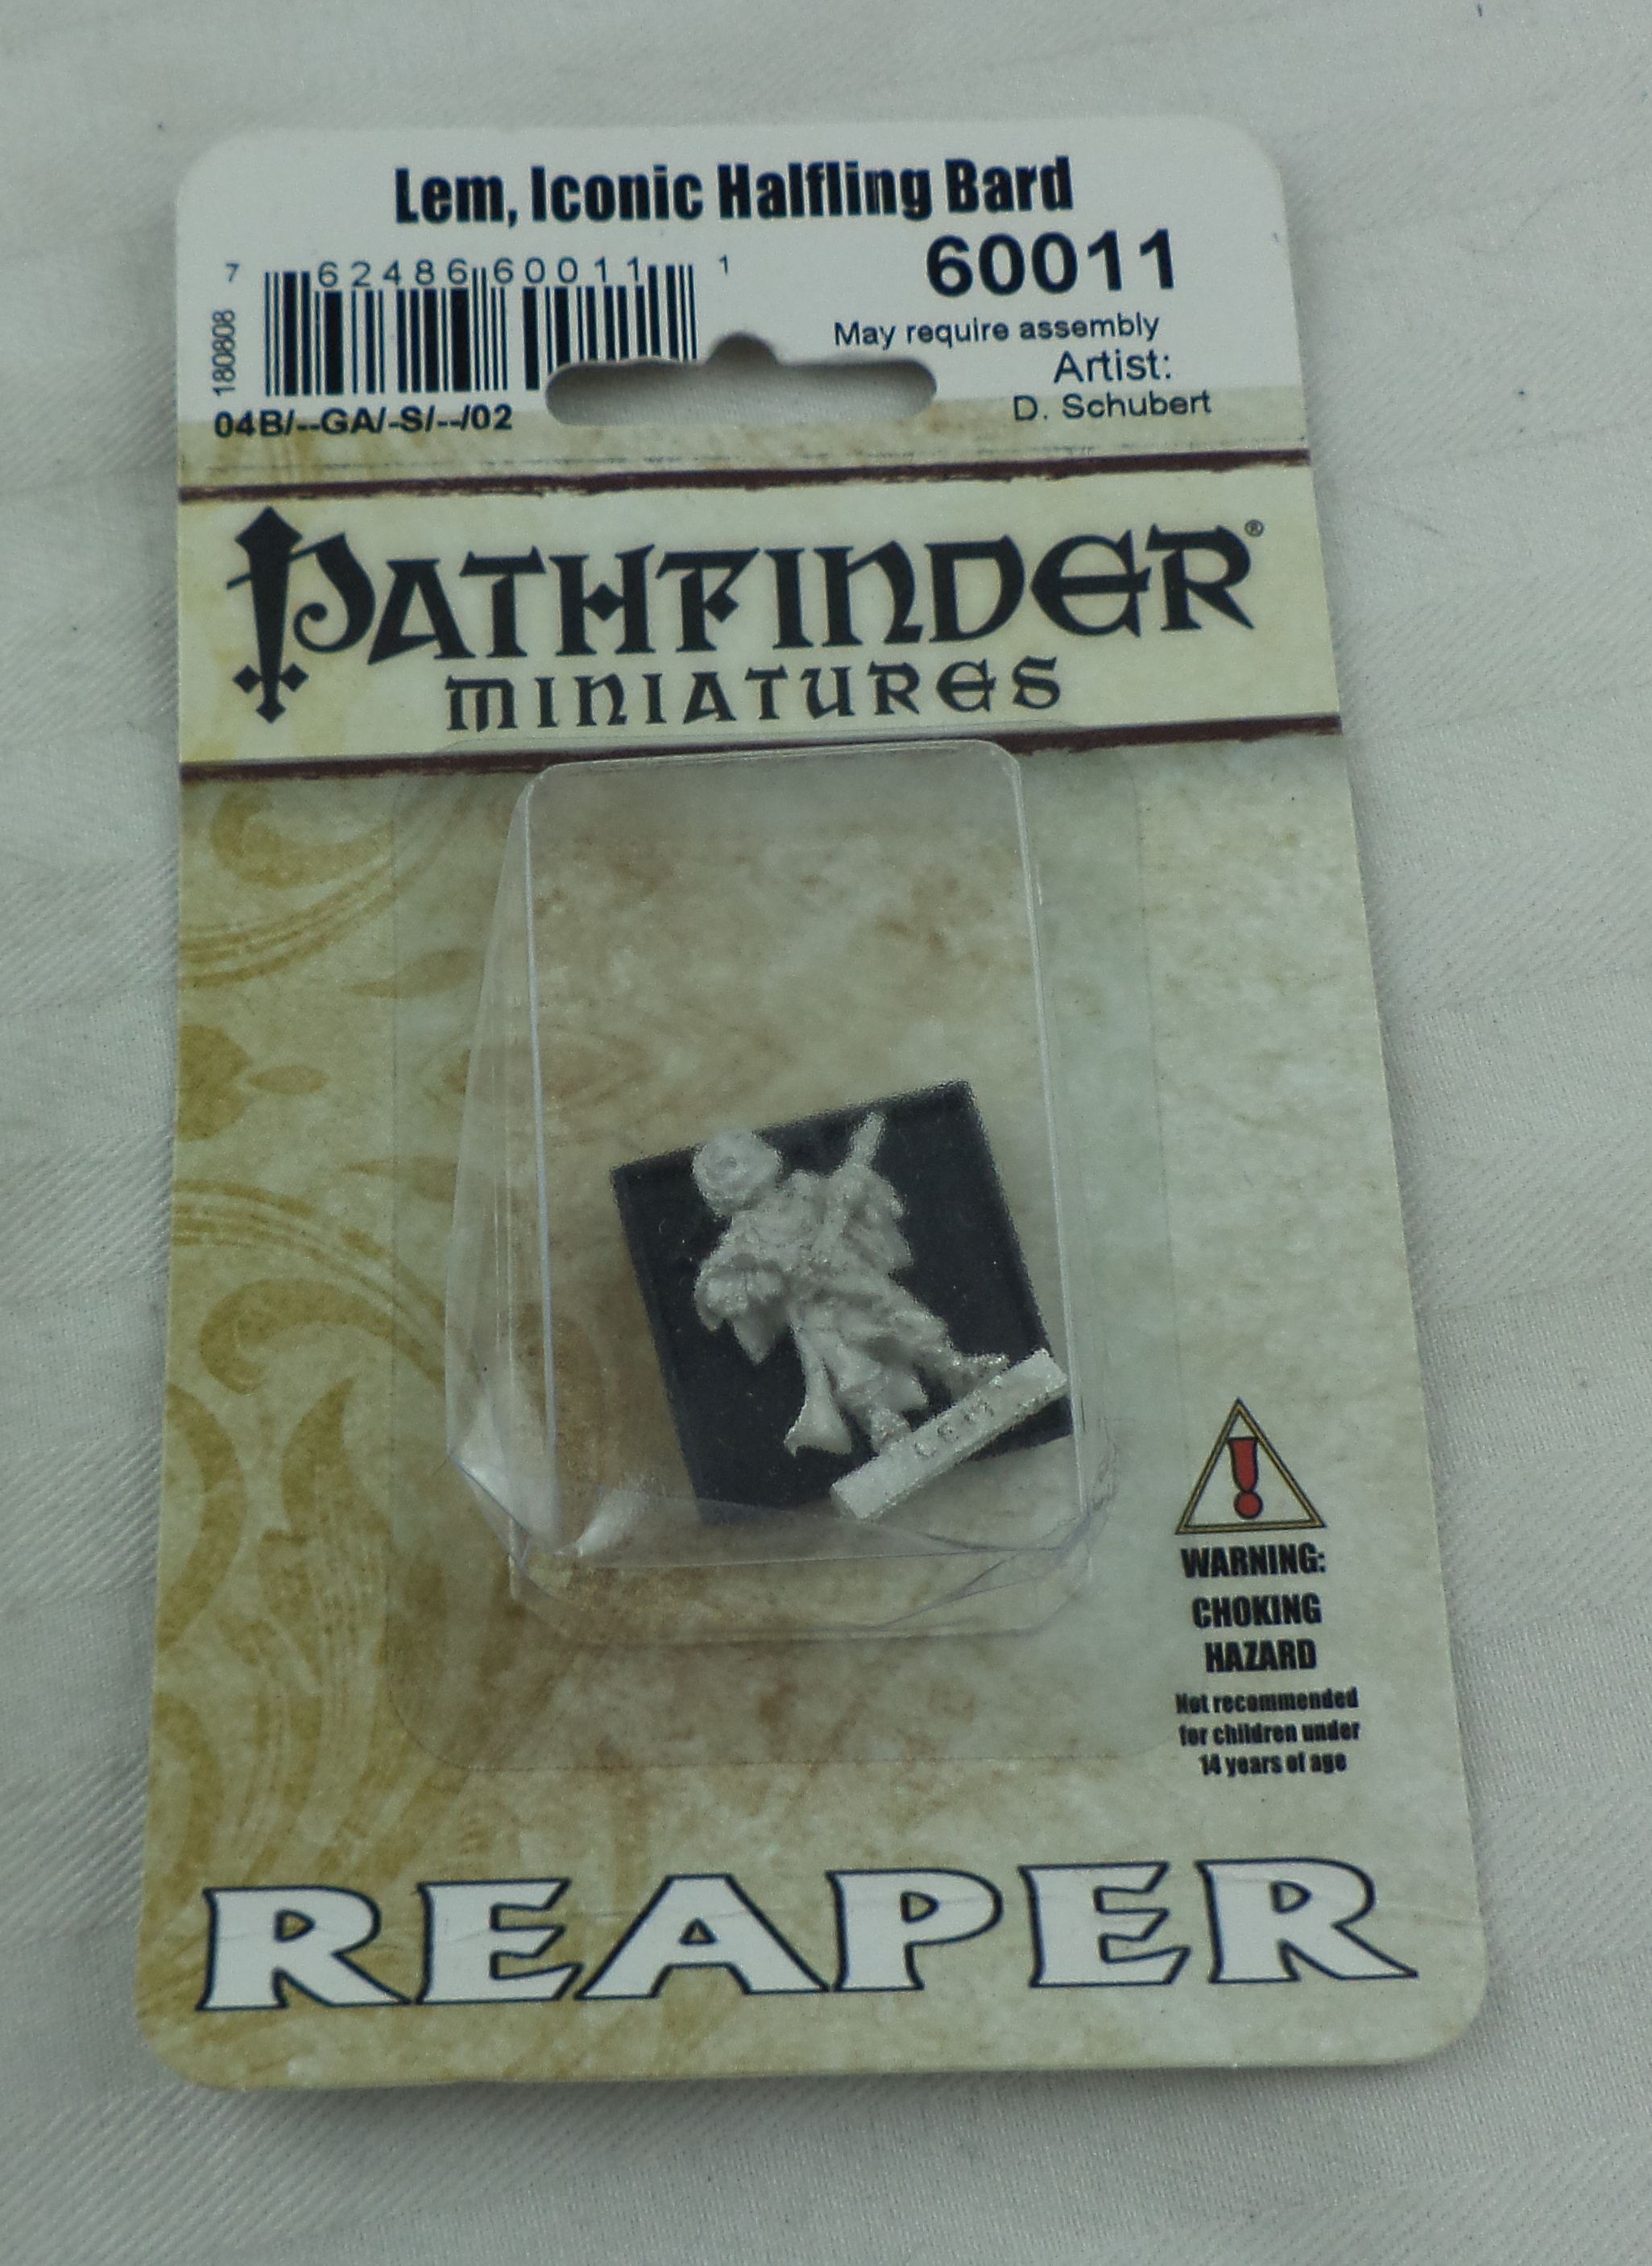 Lem, Iconic Halfling Bard
60011
7 62486 60011 1
180808
May require assembly
Artist:
D. Schubert
04B/--GA/-S/--/02
PATHFINDER®
MINIATURES
LEM
WARNING:
CHOKING
HAZARD
Not recommended
for children under
14 years of age
REAPER